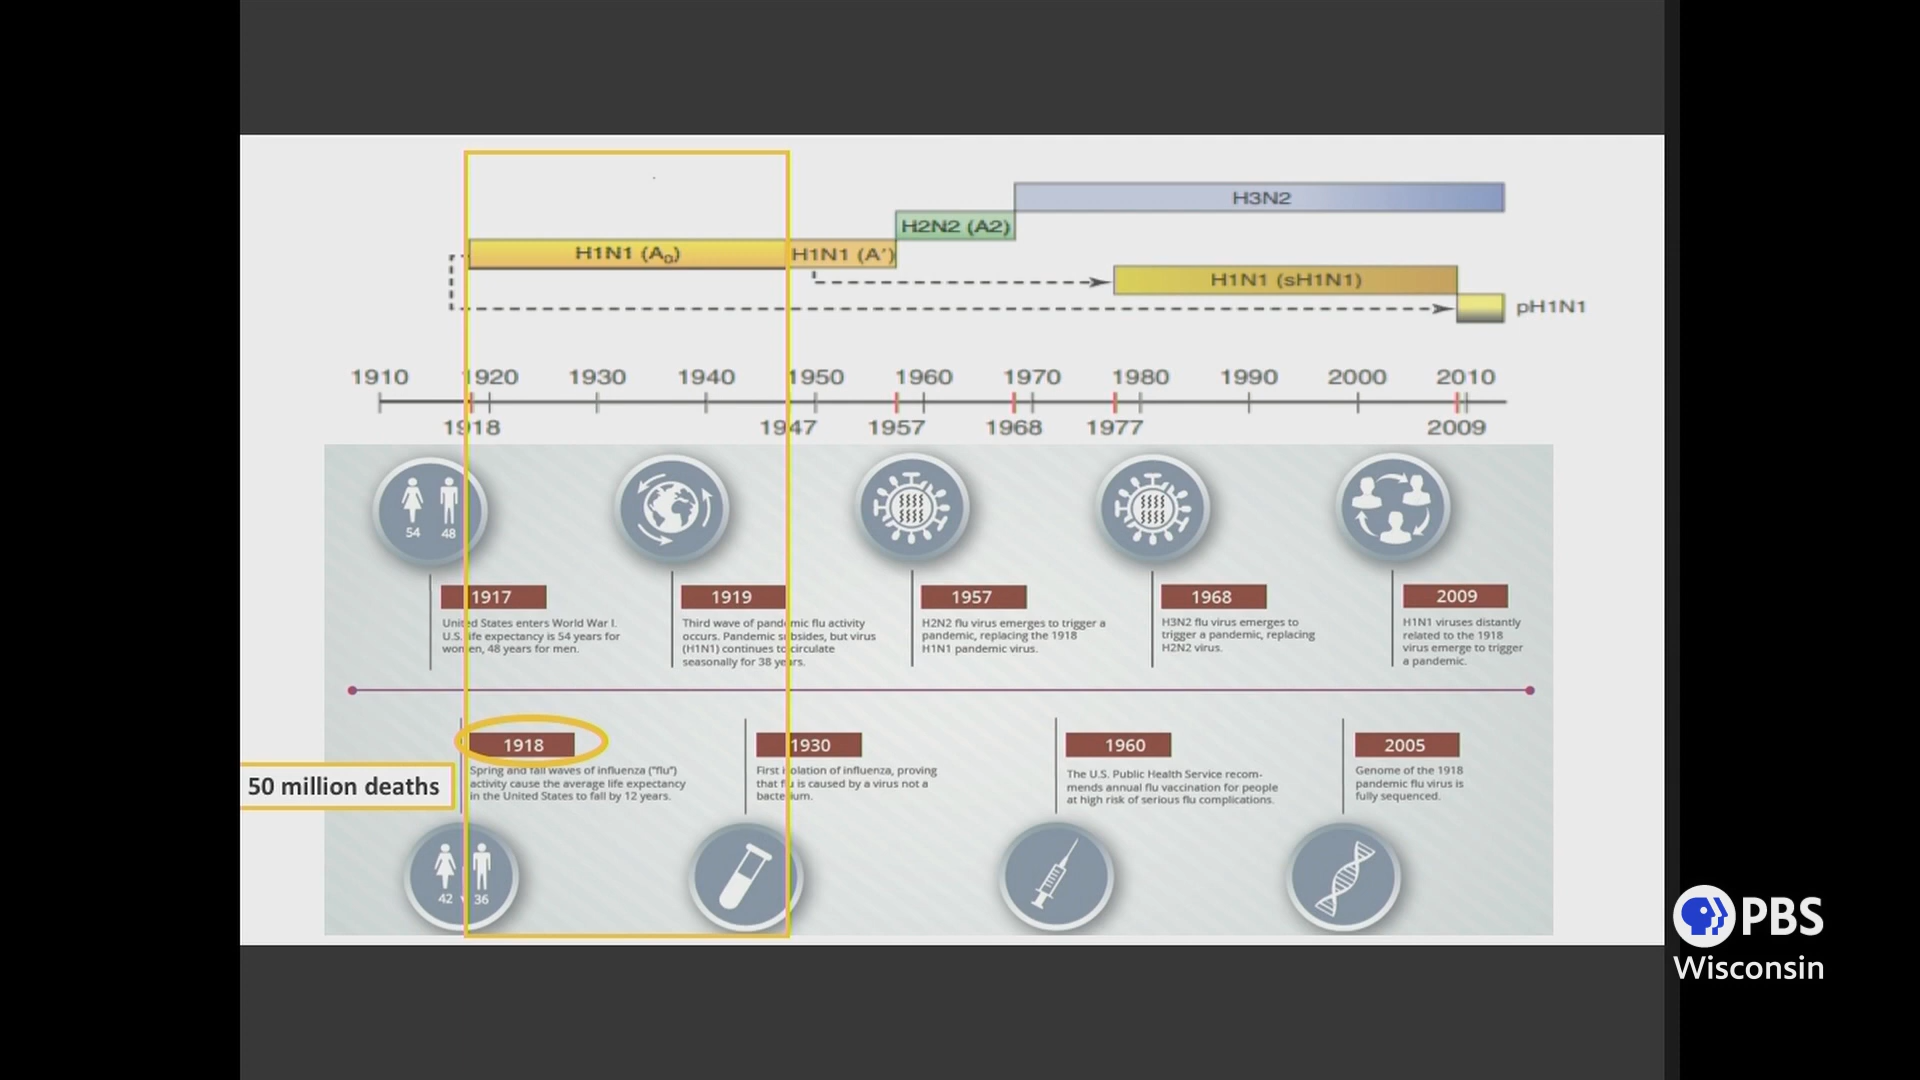 H3N2
H2N2 (A2)
H1N1 (A₀)
H1N1 (A′)
H1N1 (sH1N1)
pH1N1
1910 1920 1930 1940 1950 1960 1970 1980 1990 2000 2010
1918 1947 1957 1968 1977 2009
54 48
1917
United States enters World War I.
U.S. life expectancy is 54 years for
women, 48 years for men.
1919
Third wave of pandemic flu activity
occurs. Pandemic subsides, but virus
(H1N1) continues to circulate
seasonally for 38 years.
1957
H2N2 flu virus emerges to trigger a
pandemic, replacing the 1918
H1N1 pandemic virus.
1968
H3N2 flu virus emerges to
trigger a pandemic, replacing
H2N2 virus.
2009
H1N1 viruses distantly
related to the 1918
virus emerge to trigger
a pandemic.
50 million deaths
1918
Spring and fall waves of influenza ("flu")
activity cause the average life expectancy
in the United States to fall by 12 years.
42 36
1930
First isolation of influenza, proving
that flu is caused by a virus not a
bacterium.
1960
The U.S. Public Health Service recom-
mends annual flu vaccination for people
at high risk of serious flu complications.
2005
Genome of the 1918
pandemic flu virus is
fully sequenced.
PBS
Wisconsin